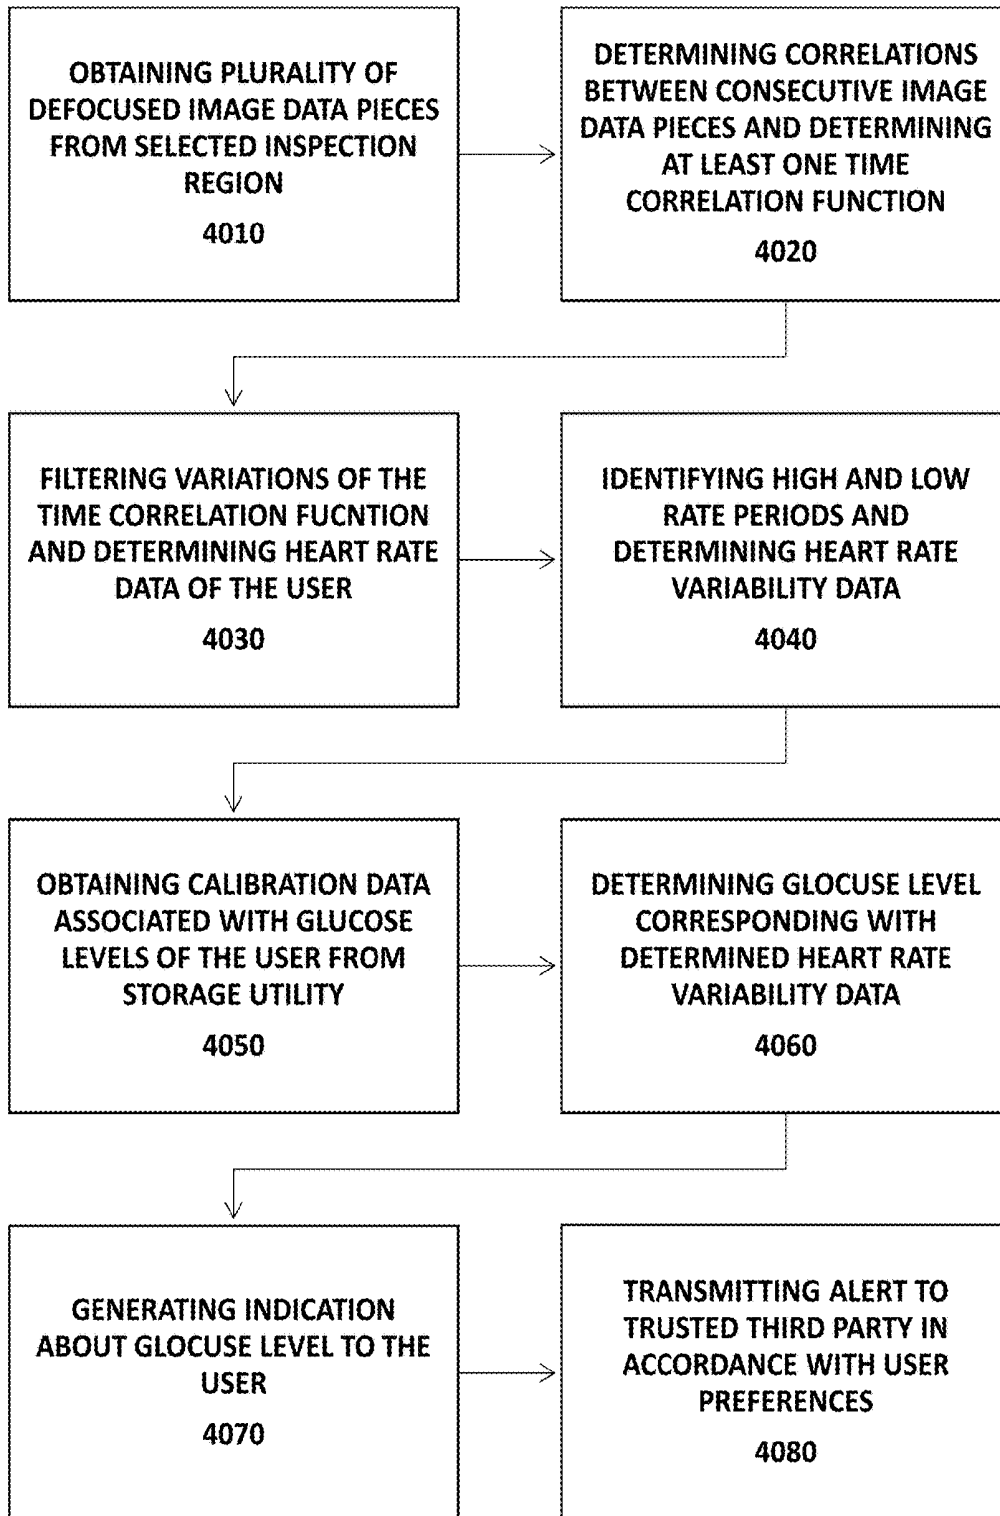 OBTAINING PLURALITY OF
DEFOCUSED IMAGE DATA PIECES
FROM SELECTED INSPECTION
REGION
4010
DETERMINING CORRELATIONS
BETWEEN CONSECUTIVE IMAGE
DATA PIECES AND DETERMINING
AT LEAST ONE TIME
CORRELATION FUNCTION
4020
FILTERING VARIATIONS OF THE
TIME CORRELATION FUCNTION
AND DETERMINING HEART RATE
DATA OF THE USER
4030
IDENTIFYING HIGH AND LOW
RATE PERIODS AND
DETERMINING HEART RATE
VARIABILITY DATA
4040
OBTAINING CALIBRATION DATA
ASSOCIATED WITH GLUCOSE
LEVELS OF THE USER FROM
STORAGE UTILITY
4050
DETERMINING GLOCUSE LEVEL
CORRESPONDING WITH
DETERMINED HEART RATE
VARIABILITY DATA
4060
GENERATING INDICATION
ABOUT GLOCUSE LEVEL TO THE
USER
4070
TRANSMITTING ALERT TO
TRUSTED THIRD PARTY IN
ACCORDANCE WITH USER
PREFERENCES
4080